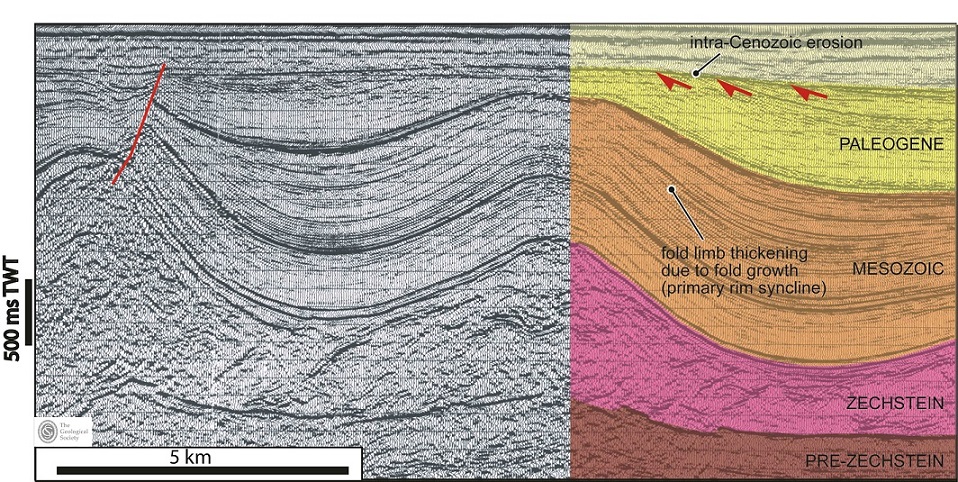 intra-Cenozoic erosion
PALEOGENE
fold limb thickening
due to fold growth
(primary rim syncline)
MESOZOIC
500 ms TWT
ZECHSTEIN
The
Geological
Society
5 km
PRE-ZECHSTEIN